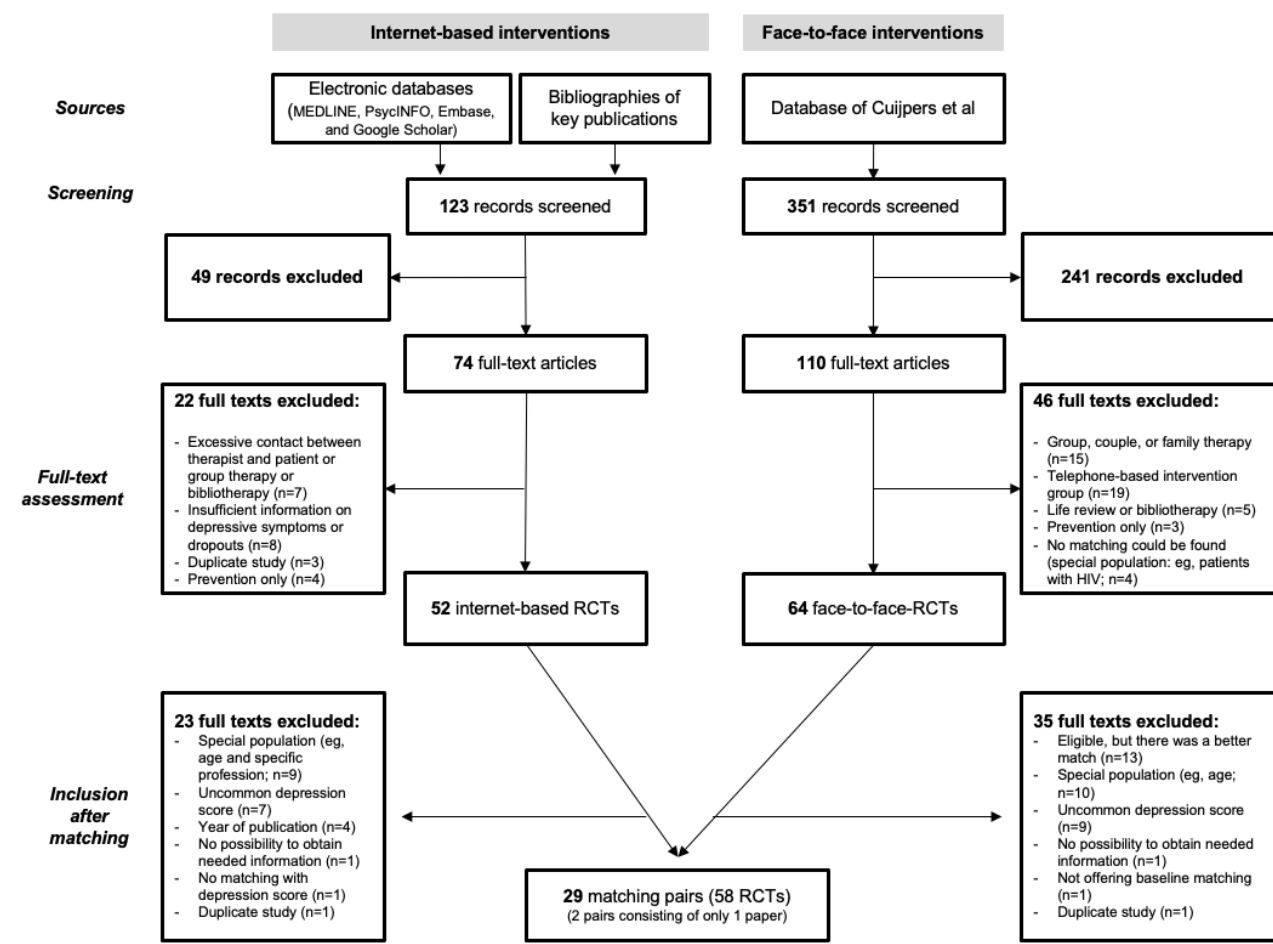 Internet-based interventions
Face-to-face interventions
Sources
Electronic databases
(MEDLINE, PsycINFO, Embase,
and Google Scholar)
Bibliographies of
key publications
Database of Cuijpers et al
Screening
123 records screened
351 records screened
49 records excluded
241 records excluded
74 full-text articles
110 full-text articles
Full-text
assessment
22 full texts excluded:
- Excessive contact between
therapist and patient or
group therapy or
bibliotherapy (n=7)
- Insufficient information on
depressive symptoms or
dropouts (n=8)
- Duplicate study (n=3)
- Prevention only (n=4)
46 full texts excluded:
- Group, couple, or family therapy
(n=15)
- Telephone-based intervention
group (n=19)
- Life review or bibliotherapy (n=5)
- Prevention only (n=3)
- No matching could be found
(special population: eg, patients
with HIV; n=4)
52 internet-based RCTs
64 face-to-face-RCTs
Inclusion
after
matching
23 full texts excluded:
- Special population (eg,
age and specific
profession; n=9)
- Uncommon depression
score (n=7)
- Year of publication (n=4)
- No possibility to obtain
needed information (n=1)
- No matching with
depression score (n=1)
- Duplicate study (n=1)
35 full texts excluded:
- Eligible, but there was a better
match (n=13)
- Special population (eg, age;
n=10)
- Uncommon depression score
(n=9)
- No possibility to obtain needed
information (n=1)
- Not offering baseline matching
(n=1)
- Duplicate study (n=1)
29 matching pairs (58 RCTs)
(2 pairs consisting of only 1 paper)